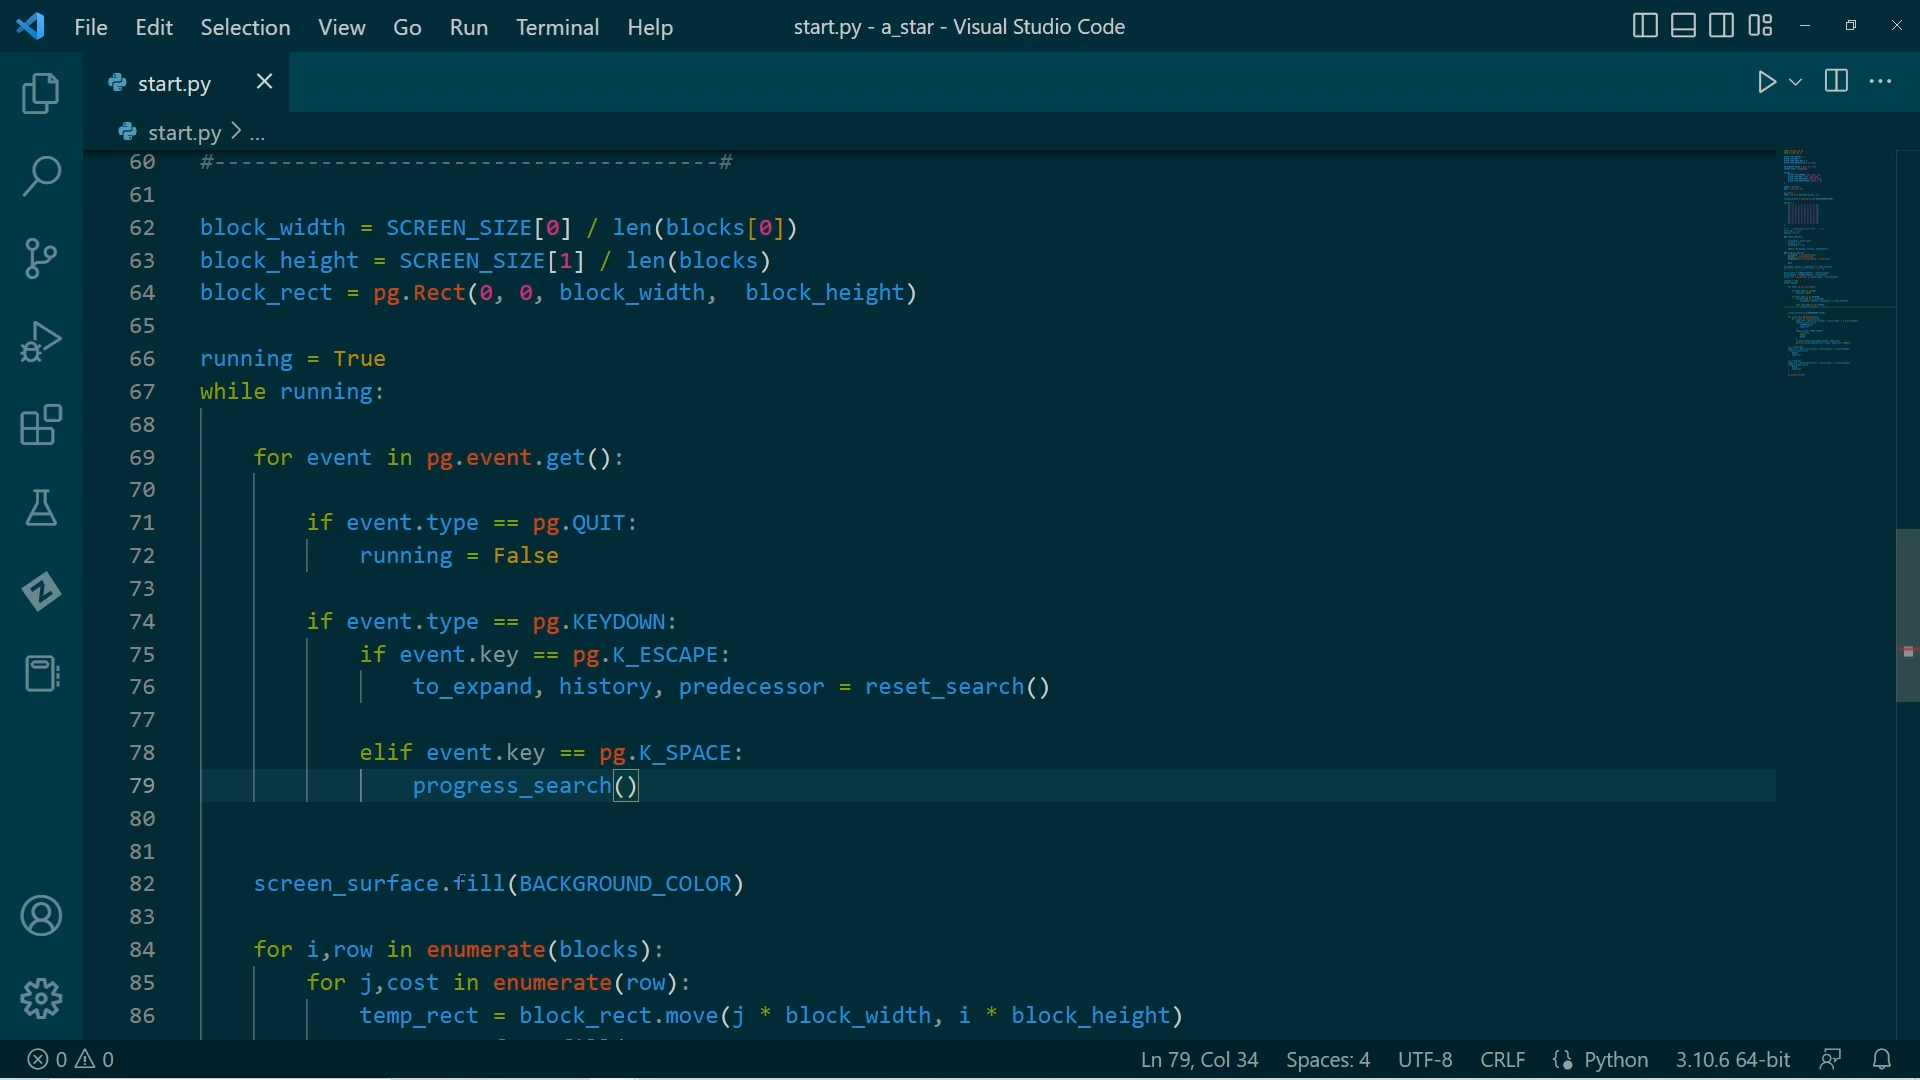 File Edit Selection View Go Run Terminal Help start.py - a_star - Visual Studio Code
start.py
start.py > ...
60 #--------------------------------------#
61
62 block_width = SCREEN_SIZE[0] / len(blocks[0])
63 block_height = SCREEN_SIZE[1] / len(blocks)
64 block_rect = pg.Rect(0, 0, block_width,  block_height)
65
66 running = True
67 while running:
68
69     for event in pg.event.get():
70
71         if event.type == pg.QUIT:
72             running = False
73
74         if event.type == pg.KEYDOWN:
75             if event.key == pg.K_ESCAPE:
76                 to_expand, history, predecessor = reset_search()
77
78             elif event.key == pg.K_SPACE:
79                 progress_search()
80
81
82     screen_surface.fill(BACKGROUND_COLOR)
83
84     for i,row in enumerate(blocks):
85         for j,cost in enumerate(row):
86             temp_rect = block_rect.move(j * block_width, i * block_height)
0 0 Ln 79, Col 34 Spaces: 4 UTF-8 CRLF Python 3.10.6 64-bit